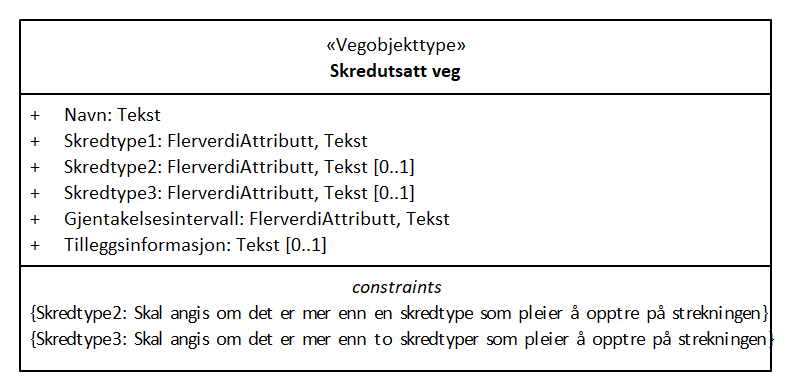 «Vegobjekttype»
Skredutsatt veg
+ Navn: Tekst
+ Skredtype1: FlerverdiAttributt, Tekst
+ Skredtype2: FlerverdiAttributt, Tekst [0..1]
+ Skredtype3: FlerverdiAttributt, Tekst [0..1]
+ Gjentakelsesintervall: FlerverdiAttributt, Tekst
+ Tilleggsinformasjon: Tekst [0..1]
constraints
{Skredtype2: Skal angis om det er mer enn en skredtype som pleier å opptre på strekningen}
{Skredtype3: Skal angis om det er mer enn to skredtyper som pleier å opptre på strekningen}